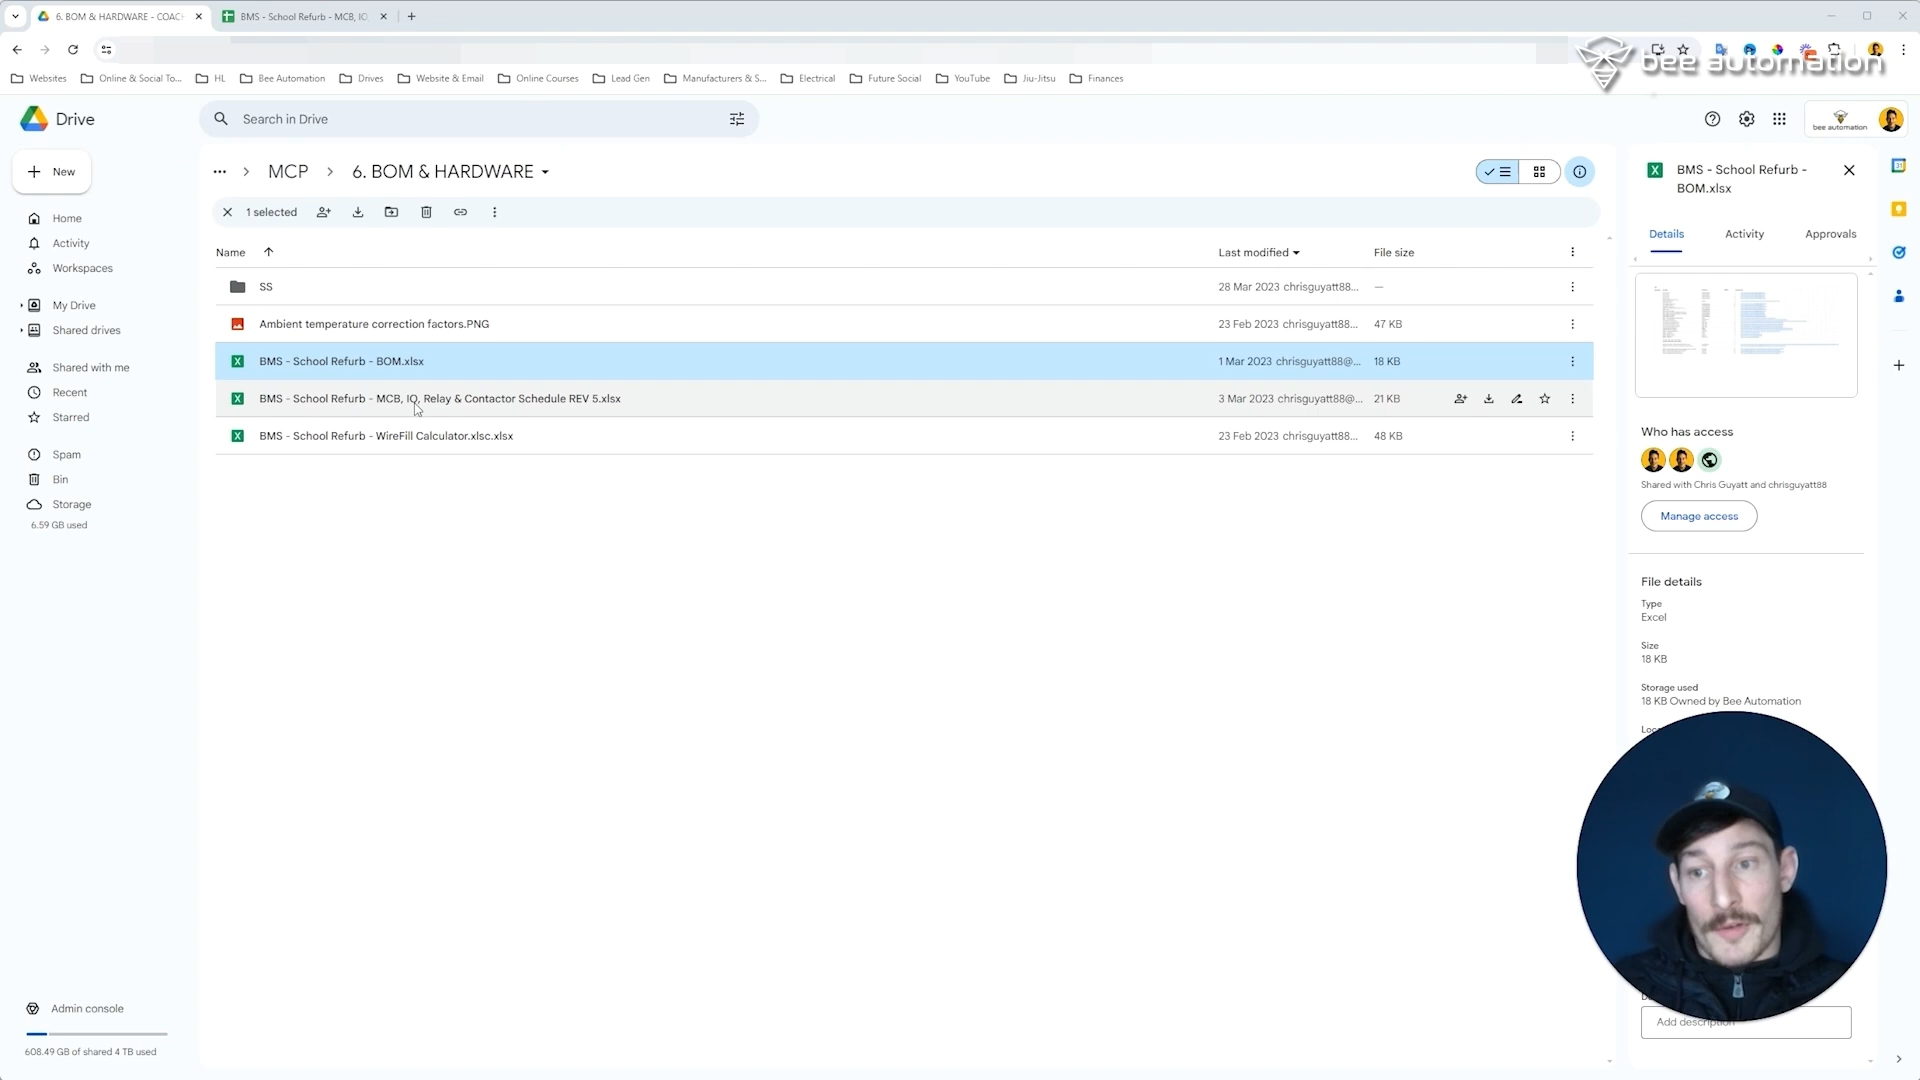 6. BOM & HARDWARE - COACH
BMS - School Refurb - MCB, IO
Websites
Online & Social To...
HL
Bee Automation
Drives
Website & Email
Online Courses
Lead Gen
Manufacturers & S...
Electrical
Future Social
YouTube
Jiu-Jitsu
Finances
bee automation
Drive
Search in Drive
bee automation
New
MCP
6. BOM & HARDWARE
BMS - School Refurb -
BOM.xlsx
1 selected
Home
Activity
Workspaces
My Drive
Shared drives
Shared with me
Recent
Starred
Spam
Bin
Storage
6.59 GB used
Admin console
608.49 GB of shared 4 TB used
Name
Last modified
File size
SS
28 Mar 2023 chrisguyatt88...
—
Ambient temperature correction factors.PNG
23 Feb 2023 chrisguyatt88...
47 KB
BMS - School Refurb - BOM.xlsx
1 Mar 2023 chrisguyatt88@...
18 KB
BMS - School Refurb - MCB, IO, Relay & Contactor Schedule REV 5.xlsx
3 Mar 2023 chrisguyatt88@...
21 KB
BMS - School Refurb - WireFill Calculator.xlsc.xlsx
23 Feb 2023 chrisguyatt88...
48 KB
Details
Activity
Approvals
Who has access
Shared with Chris Guyatt and chrisguyatt88
Manage access
File details
Type
Excel
Size
18 KB
Storage used
18 KB Owned by Bee Automation
Add description